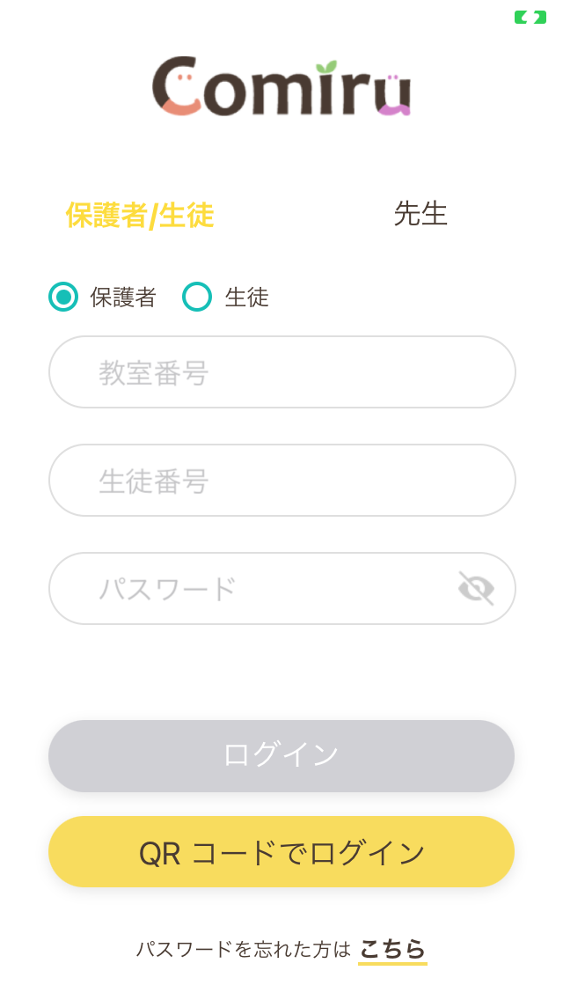 Comiru
保護者/生徒
先生
保護者
生徒
教室番号
生徒番号
パスワード
ログイン
QR コードでログイン
パスワードを忘れた方は こちら